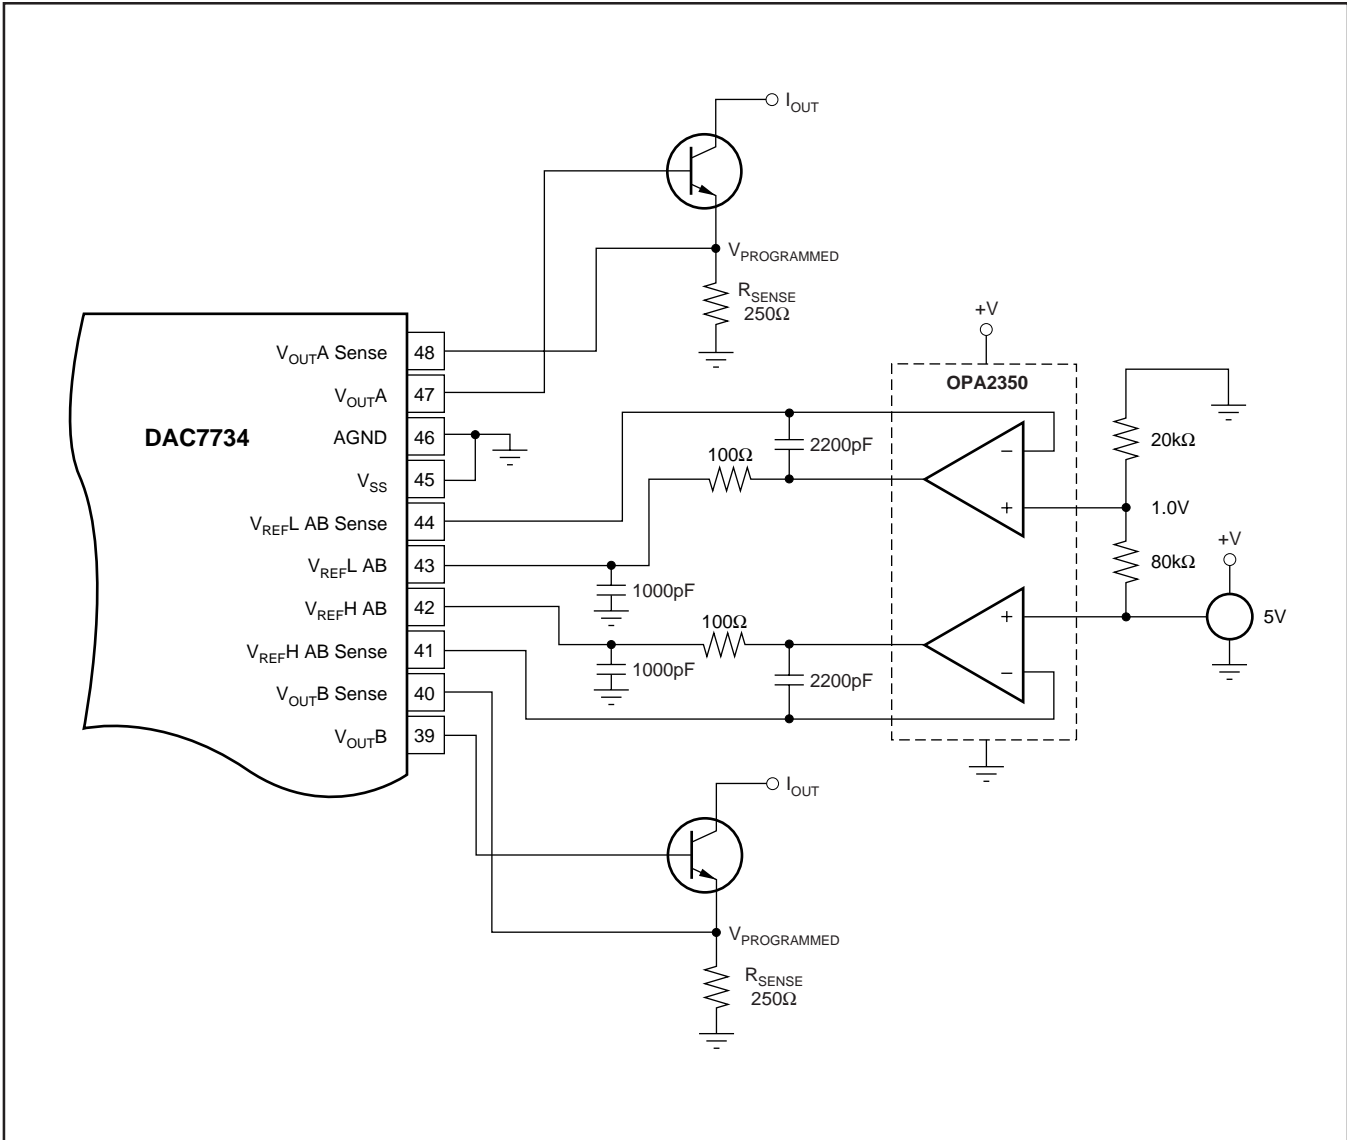 I_OUT
V_PROGRAMMED
R_SENSE
250Ω
DAC7734
V_OUTA Sense 48
V_OUTA 47
AGND 46
V_SS 45
V_REFL AB Sense 44
V_REFL AB 43
V_REFH AB 42
V_REFH AB Sense 41
V_OUTB Sense 40
V_OUTB 39
+V
OPA2350
2200pF
100Ω
1000pF
100Ω
1000pF
2200pF
–
+
+
–
20kΩ
1.0V
80kΩ
+V
5V
I_OUT
V_PROGRAMMED
R_SENSE
250Ω